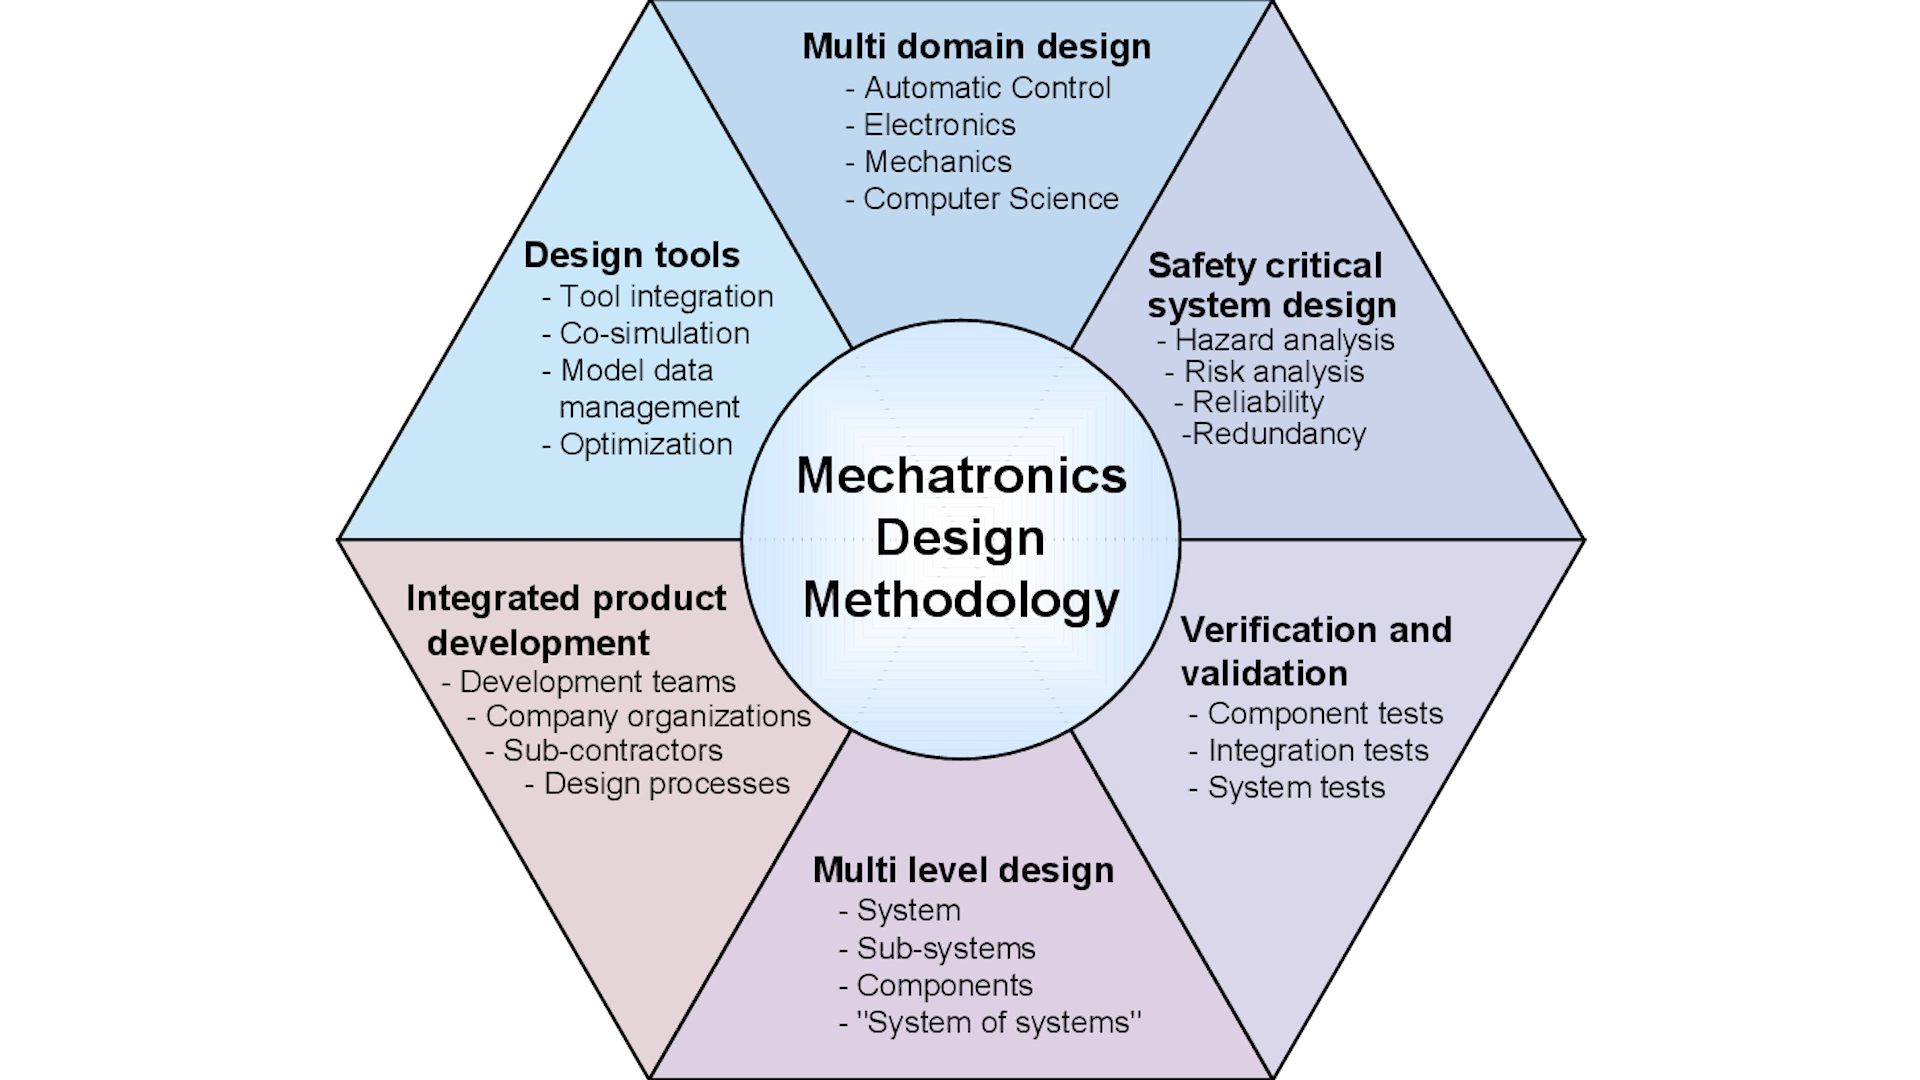 Multi domain design
- Automatic Control
- Electronics
- Mechanics
- Computer Science
Design tools
- Tool integration
- Co-simulation
- Model data
management
- Optimization
Safety critical
system design
- Hazard analysis
- Risk analysis
- Reliability
-Redundancy
Mechatronics
Design
Methodology
Integrated product
development
- Development teams
- Company organizations
- Sub-contractors
- Design processes
Verification and
validation
- Component tests
- Integration tests
- System tests
Multi level design
- System
- Sub-systems
- Components
- "System of systems"